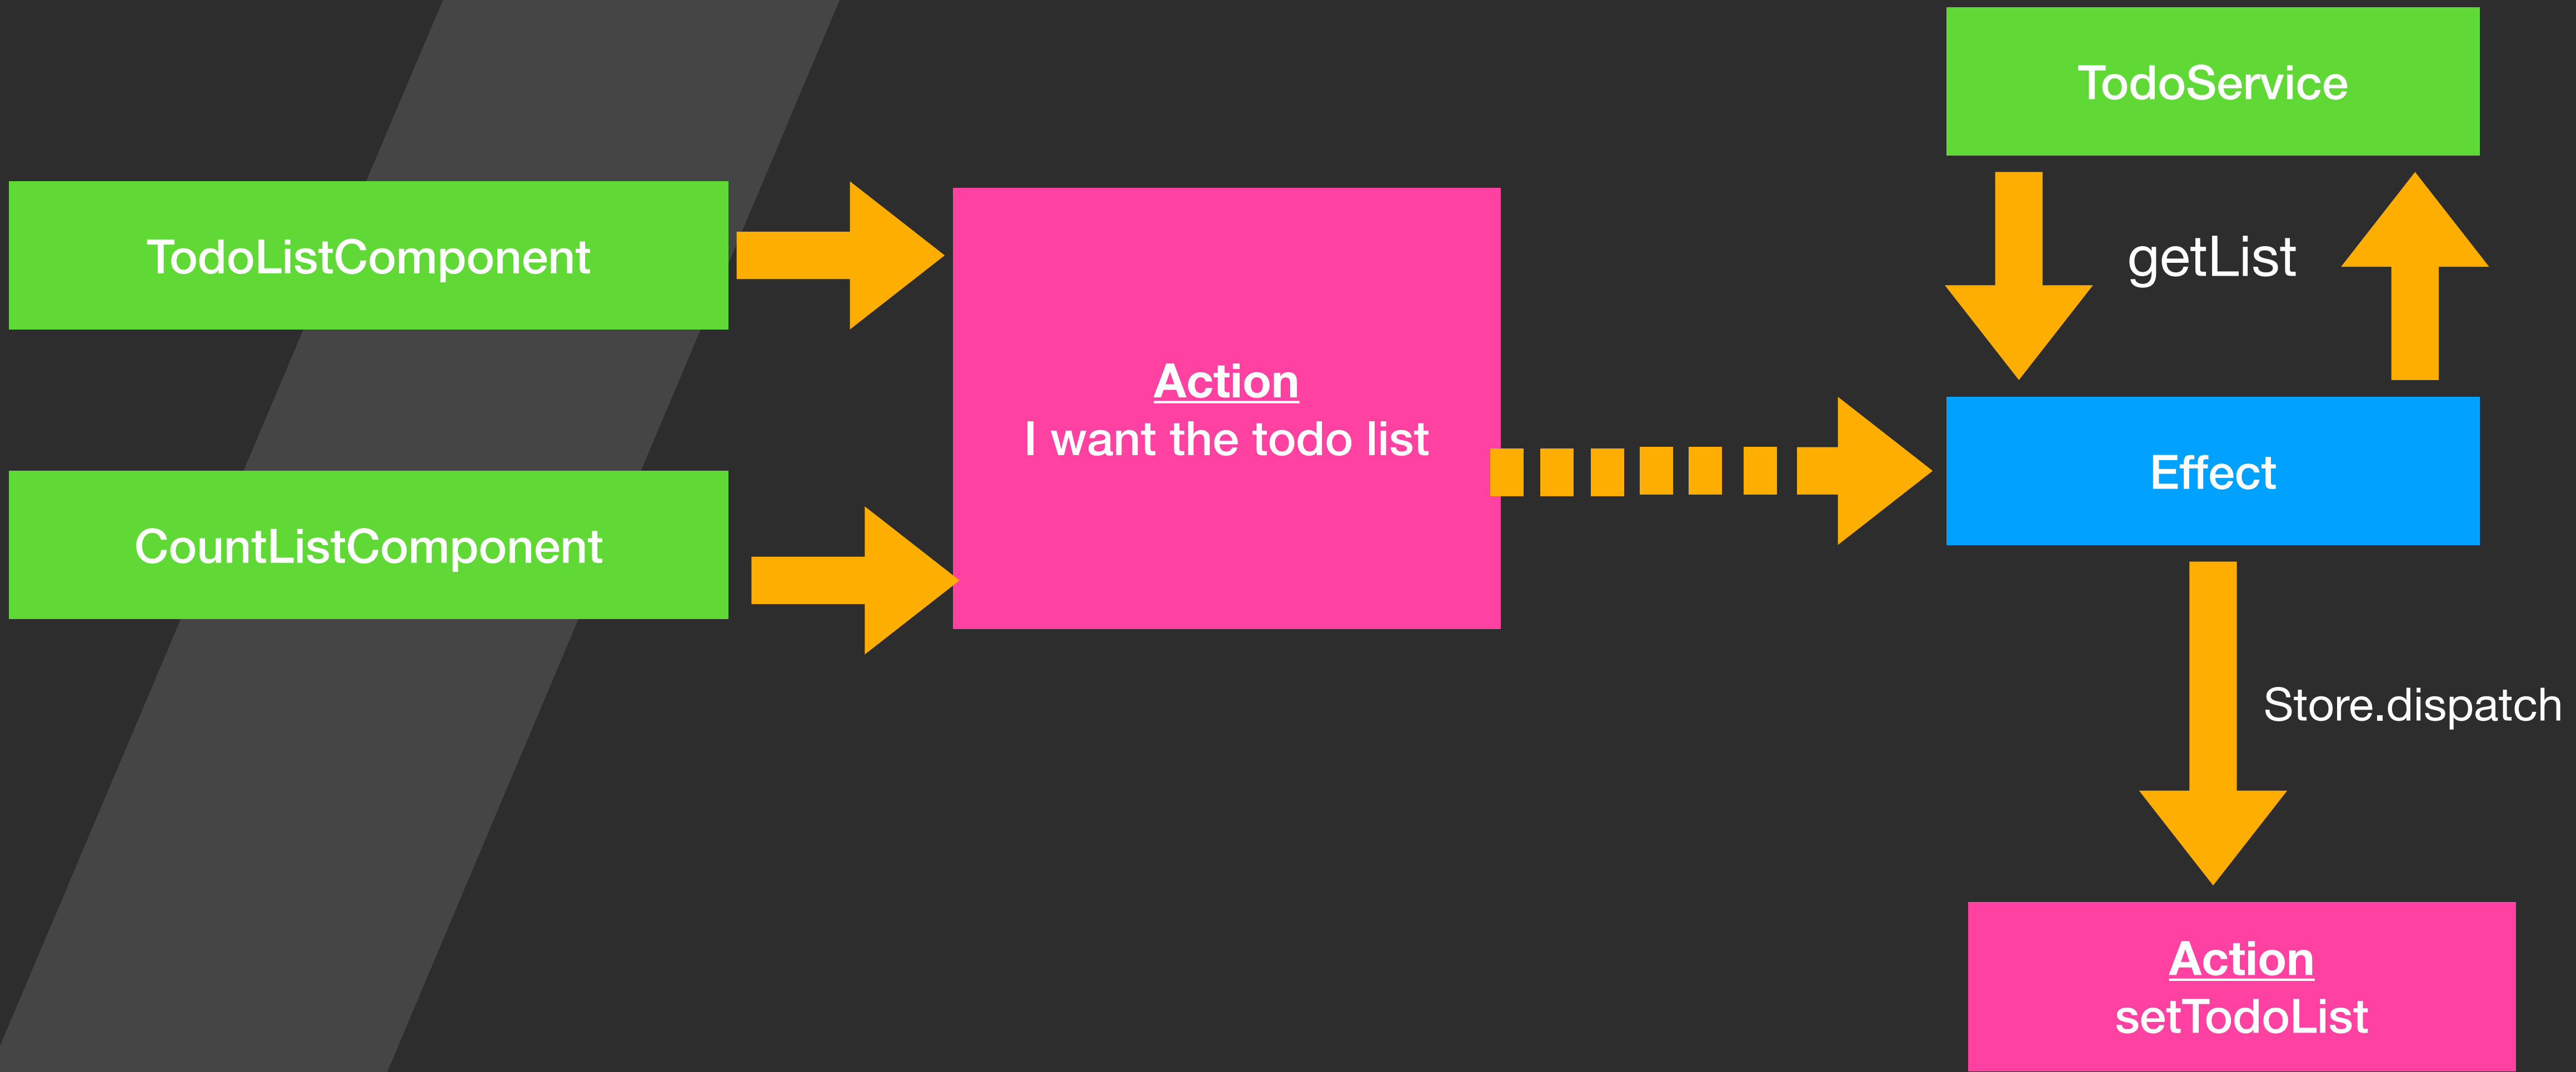 TodoService
TodoListComponent
getList
Action
I want the todo list
Effect
CountListComponent
Store.dispatch
Action
setTodoList